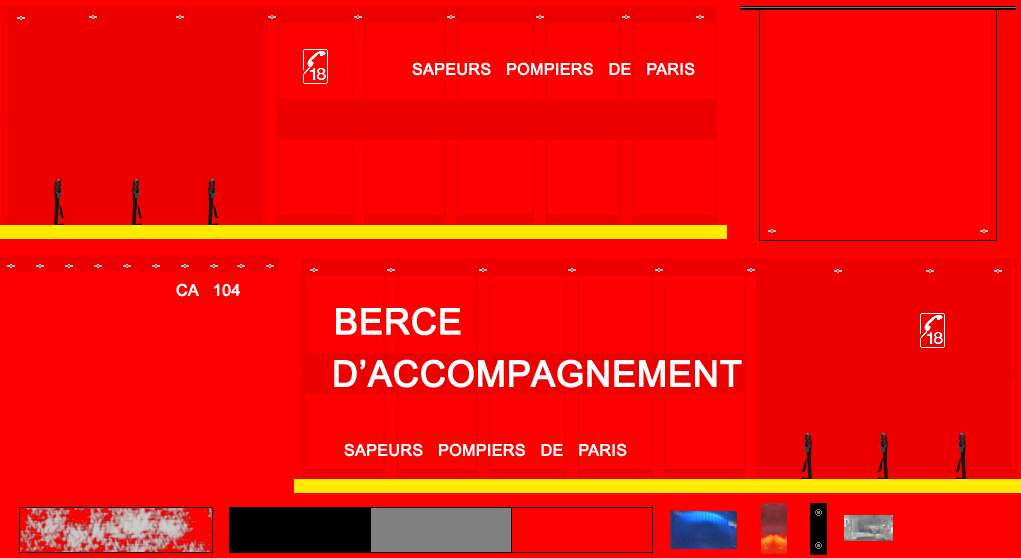 18
SAPEURS POMPIERS DE PARIS
CA 104
BERCE
D’ACCOMPAGNEMENT
18
SAPEURS POMPIERS DE PARIS